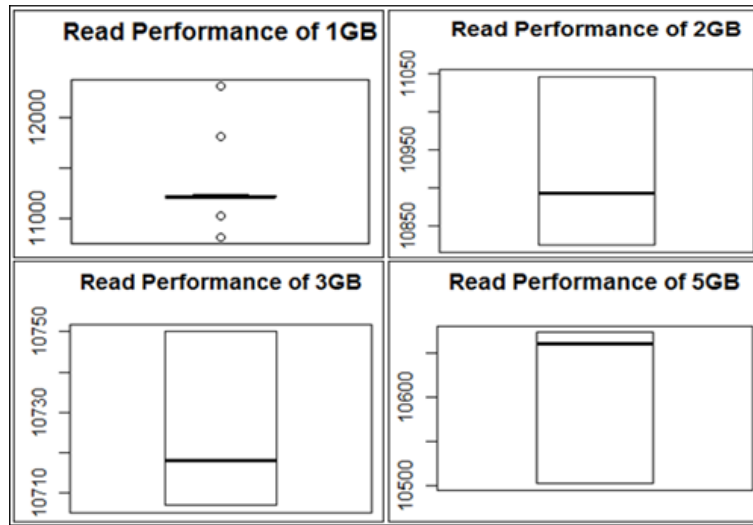 Read Performance of 1GB
12000
11000
Read Performance of 2GB
11050
10950
10850
Read Performance of 3GB
10750
10730
10710
Read Performance of 5GB
10600
10500